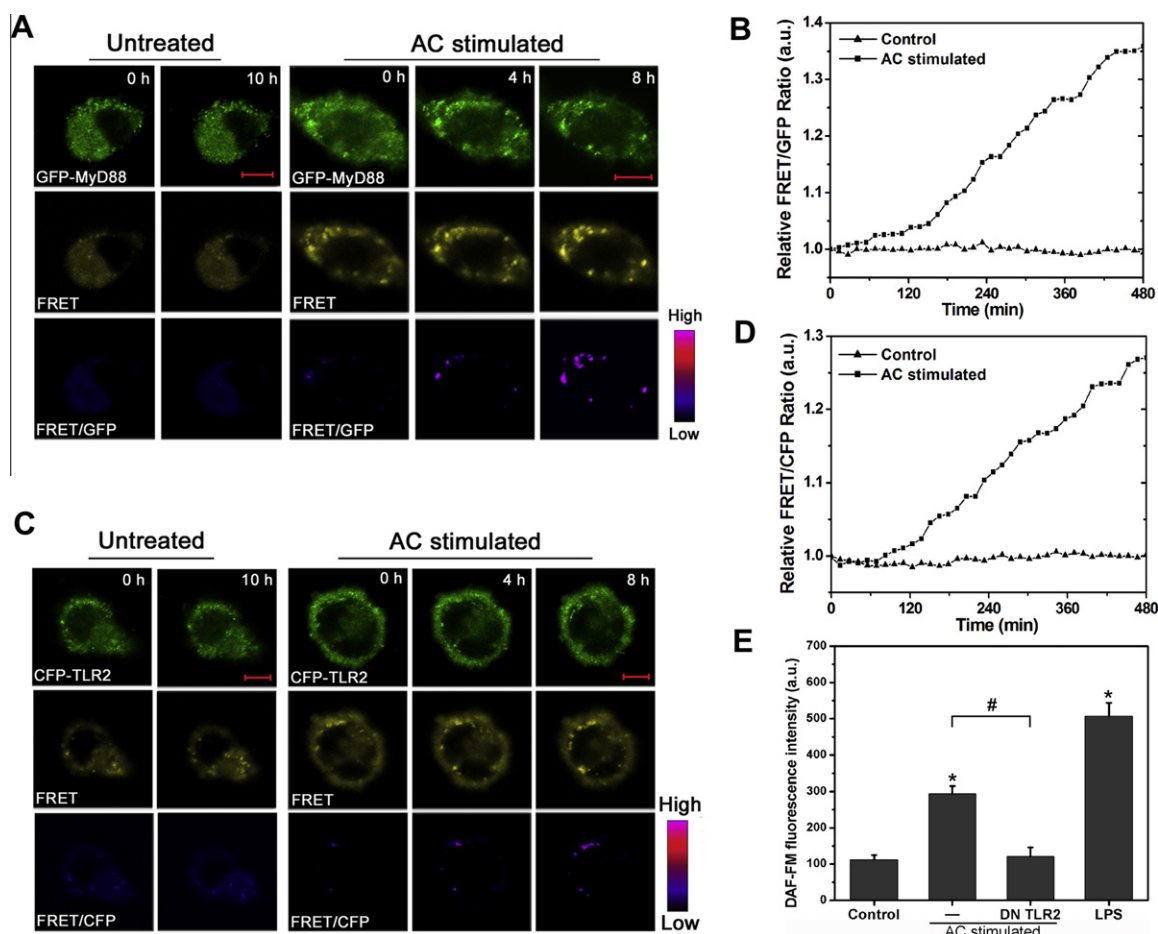 A
Untreated
AC stimulated
0 h
10 h
0 h
4 h
8 h
GFP-MyD88
GFP-MyD88
FRET
FRET
FRET/GFP
FRET/GFP
High
Low
B
Control
AC stimulated
Relative FRET/GFP Ratio (a.u.)
1.4
1.3
1.2
1.1
1.0
0.9
0
120
240
360
480
Time (min)
C
Untreated
AC stimulated
0 h
10 h
0 h
4 h
8 h
CFP-TLR2
CFP-TLR2
FRET
FRET
FRET/CFP
FRET/CFP
High
Low
D
Control
AC stimulated
Relative FRET/CFP Ratio (a.u.)
1.3
1.2
1.1
1.0
0
120
240
360
480
Time (min)
E
DAF-FM fluorescence intensity (a.u.)
700
600
500
400
300
200
100
0
*
#
*
Control
—
DN TLR2
LPS
AC stimulated